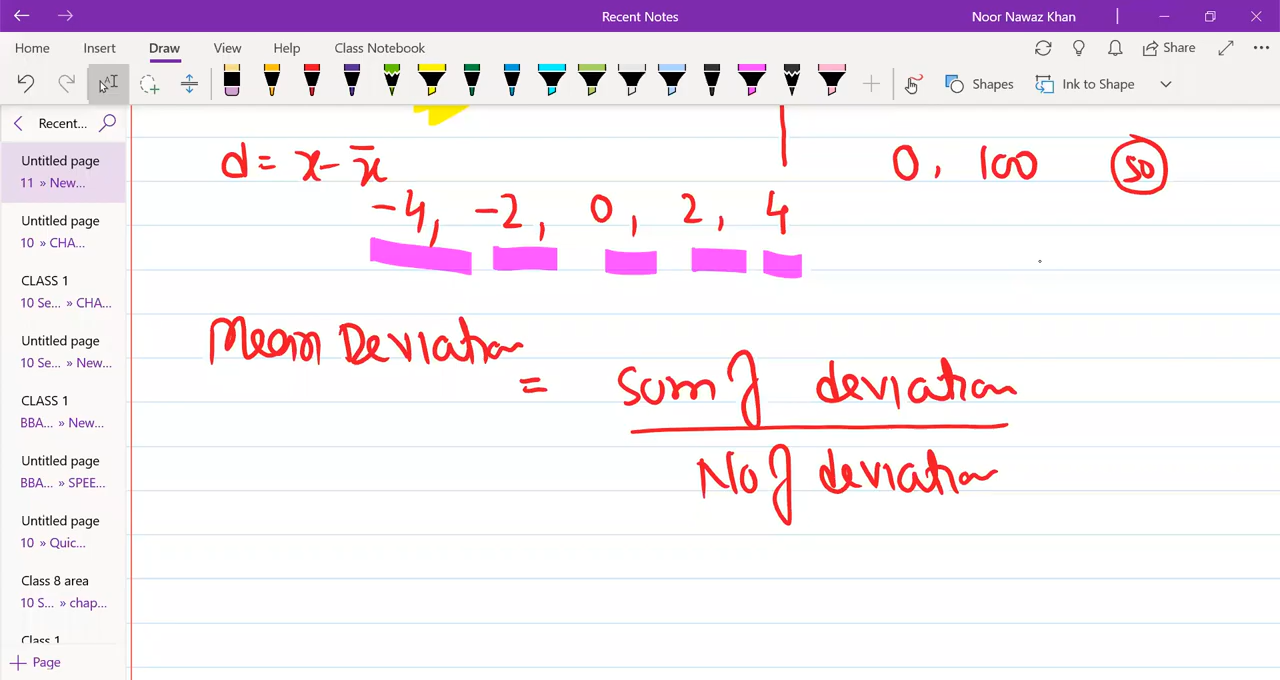 Recent Notes
Noor Nawaz Khan
Home Insert Draw View Help Class Notebook Share
Shapes Ink to Shape
Recent...
Untitled page
11 » New...
Untitled page
10 » CHA...
CLASS 1
10 Se... » CHA...
Untitled page
10 Se... » New...
CLASS 1
BBA... » New...
Untitled page
BBA... » SPEE...
Untitled page
10 » Quic...
Class 8 area
10 S... » chap...
Class 1
+ Page
d = x - x̄
0, 100 50
-4, -2, 0, 2, 4
Mean Deviation
= Sum of deviation
No of deviation